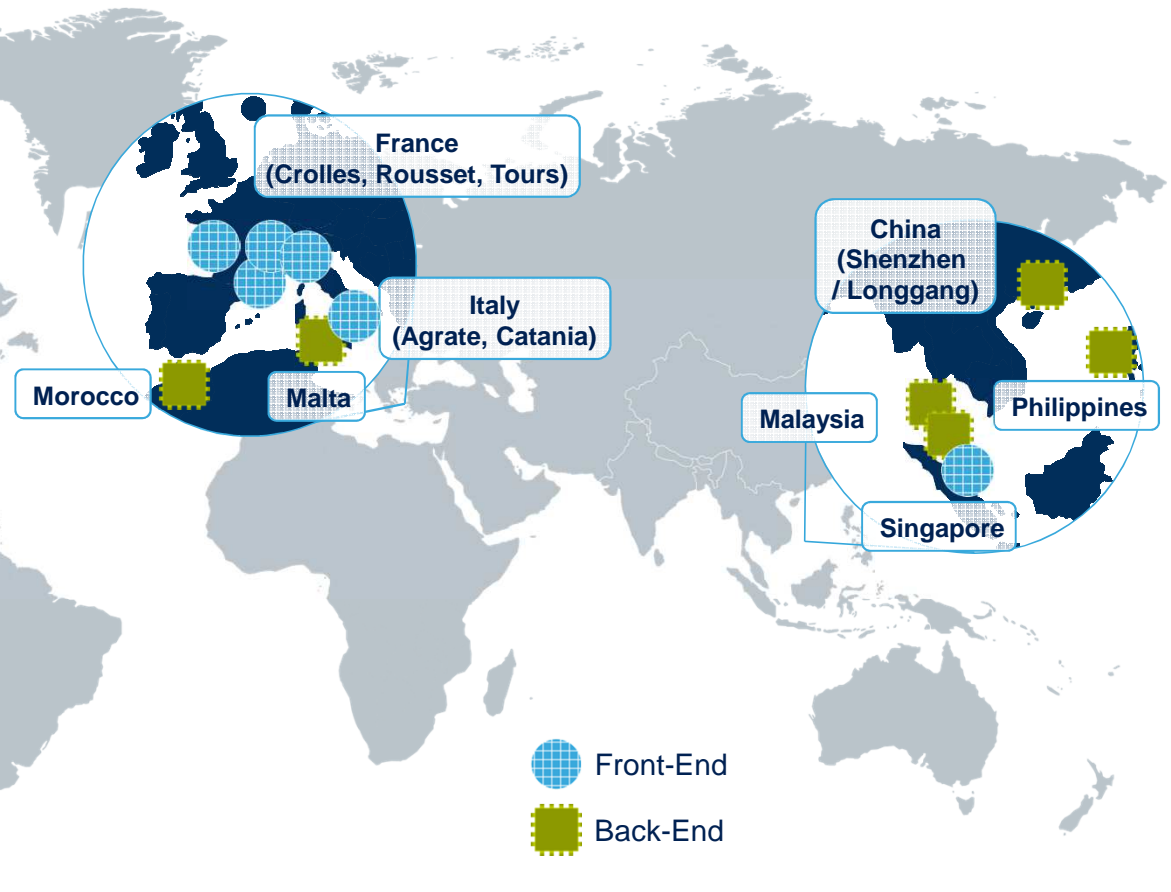 France
(Crolles, Rousset, Tours)
Italy
(Agrate, Catania)
Morocco
Malta
China
(Shenzhen
/ Longgang)
Malaysia
Philippines
Singapore
Front-End
Back-End